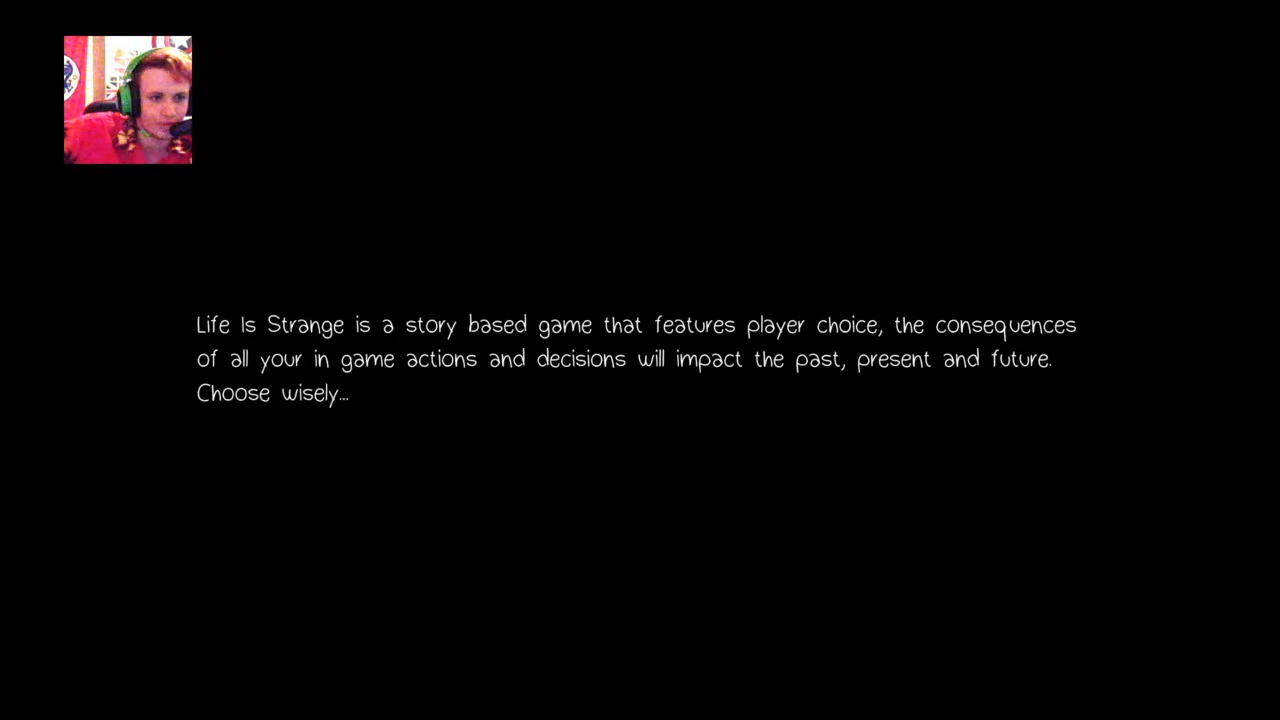 Life Is Strange is a story based game that features player choice, the consequences
of all your in game actions and decisions will impact the past, present and future.
Choose wisely...